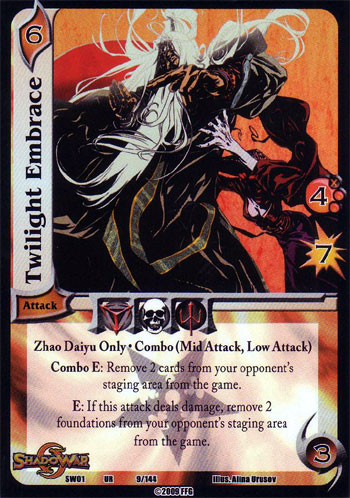 6
Twilight Embrace
4
7
Attack
Zhao Daiyu Only • Combo (Mid Attack, Low Attack)
Combo E: Remove 2 cards from your opponent's
staging area from the game.
E: If this attack deals damage, remove 2
foundations from your opponent's staging area
from the game.
3
SHADOWAR
SW01 UR 9/144 Illus. Alina Urusov
©2009 FFG